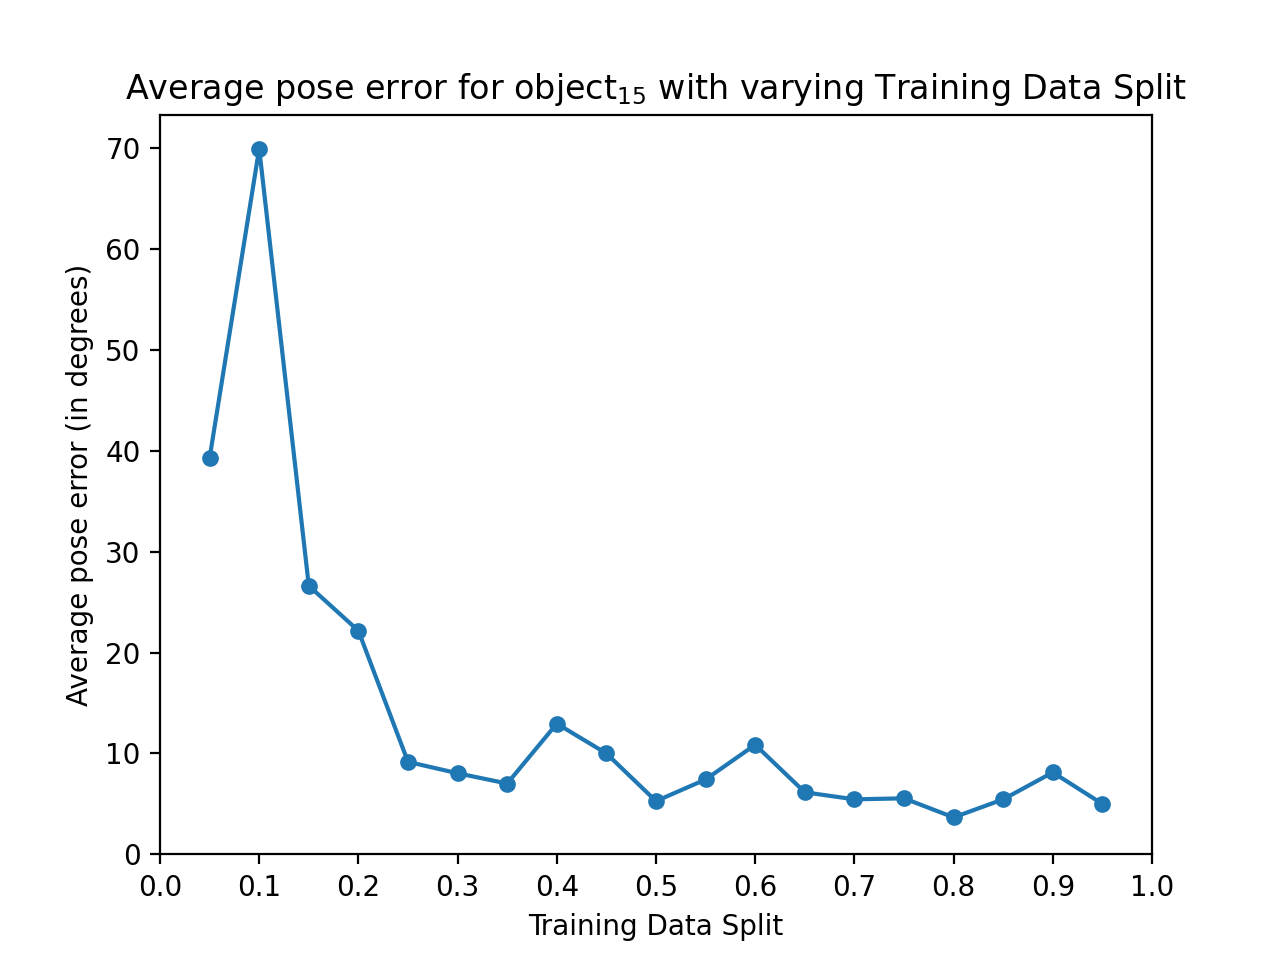 Average pose error for object₁₅ with varying Training Data Split
Average pose error (in degrees)
70
60
50
40
30
20
10
0
0.0 0.1 0.2 0.3 0.4 0.5 0.6 0.7 0.8 0.9 1.0
Training Data Split